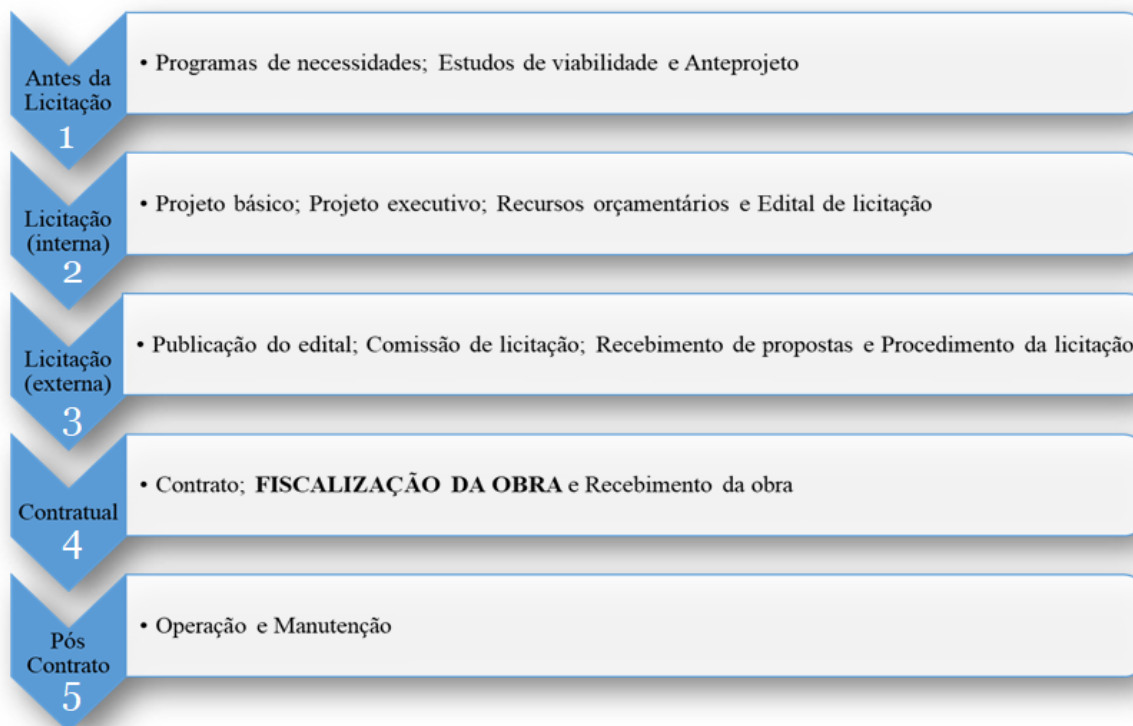 Antes da
Licitação
1
• Programas de necessidades; Estudos de viabilidade e Anteprojeto
Licitação
(interna)
2
• Projeto básico; Projeto executivo; Recursos orçamentários e Edital de licitação
Licitação
(externa)
3
• Publicação do edital; Comissão de licitação; Recebimento de propostas e Procedimento da licitação
Contratual
4
• Contrato; FISCALIZAÇÃO DA OBRA e Recebimento da obra
Pós
Contrato
5
• Operação e Manutenção